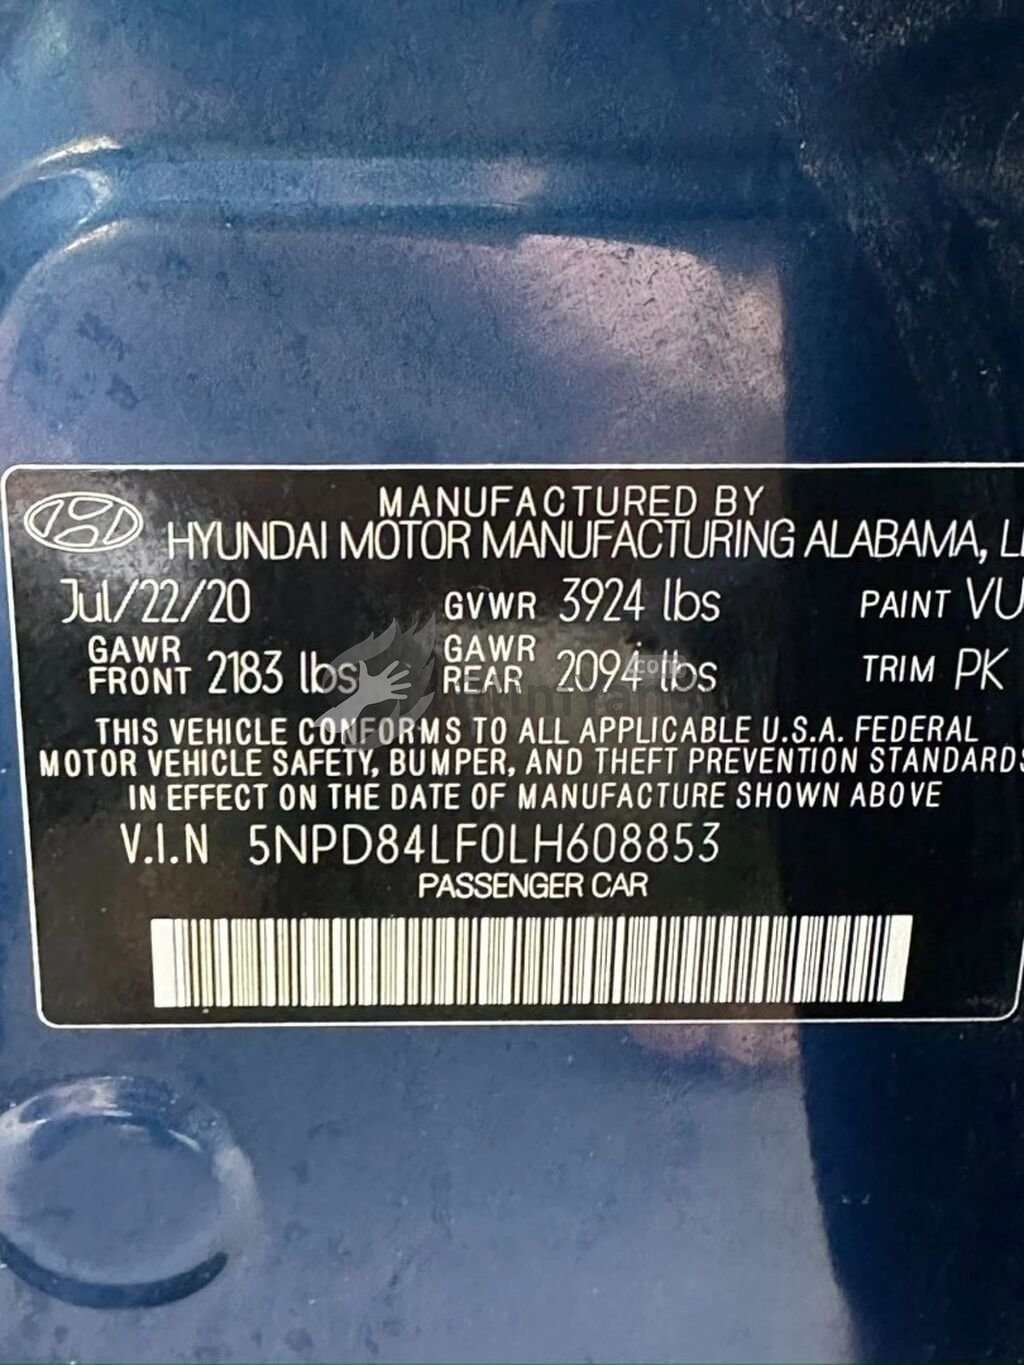 MANUFACTURED BY
HYUNDAI MOTOR MANUFACTURING ALABAMA,
Jul/22/20 GVWR 3924 lbs PAINT VU
GAWR FRONT 2183 lbs GAWR REAR 2094 lbs TRIM PK
THIS VEHICLE CONFORMS TO ALL APPLICABLE U.S.A. FEDERAL
MOTOR VEHICLE SAFETY, BUMPER, AND THEFT PREVENTION STANDARDS
IN EFFECT ON THE DATE OF MANUFACTURE SHOWN ABOVE
V.I.N 5NPD84LF0LH608853
PASSENGER CAR